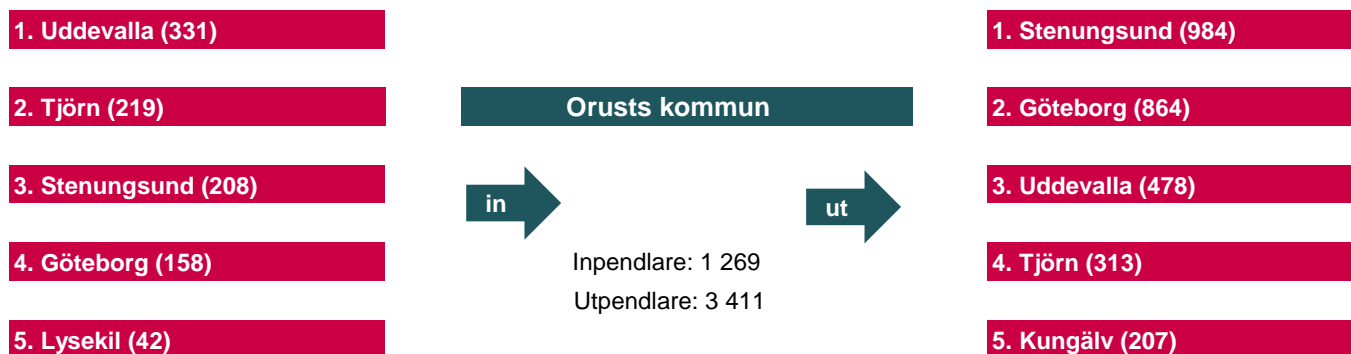 1. Uddevalla (331)
2. Tjörn (219)
3. Stenungsund (208)
4. Göteborg (158)
5. Lysekil (42)
Orusts kommun
in
ut
Inpendlare: 1 269
Utpendlare: 3 411
1. Stenungsund (984)
2. Göteborg (864)
3. Uddevalla (478)
4. Tjörn (313)
5. Kungälv (207)